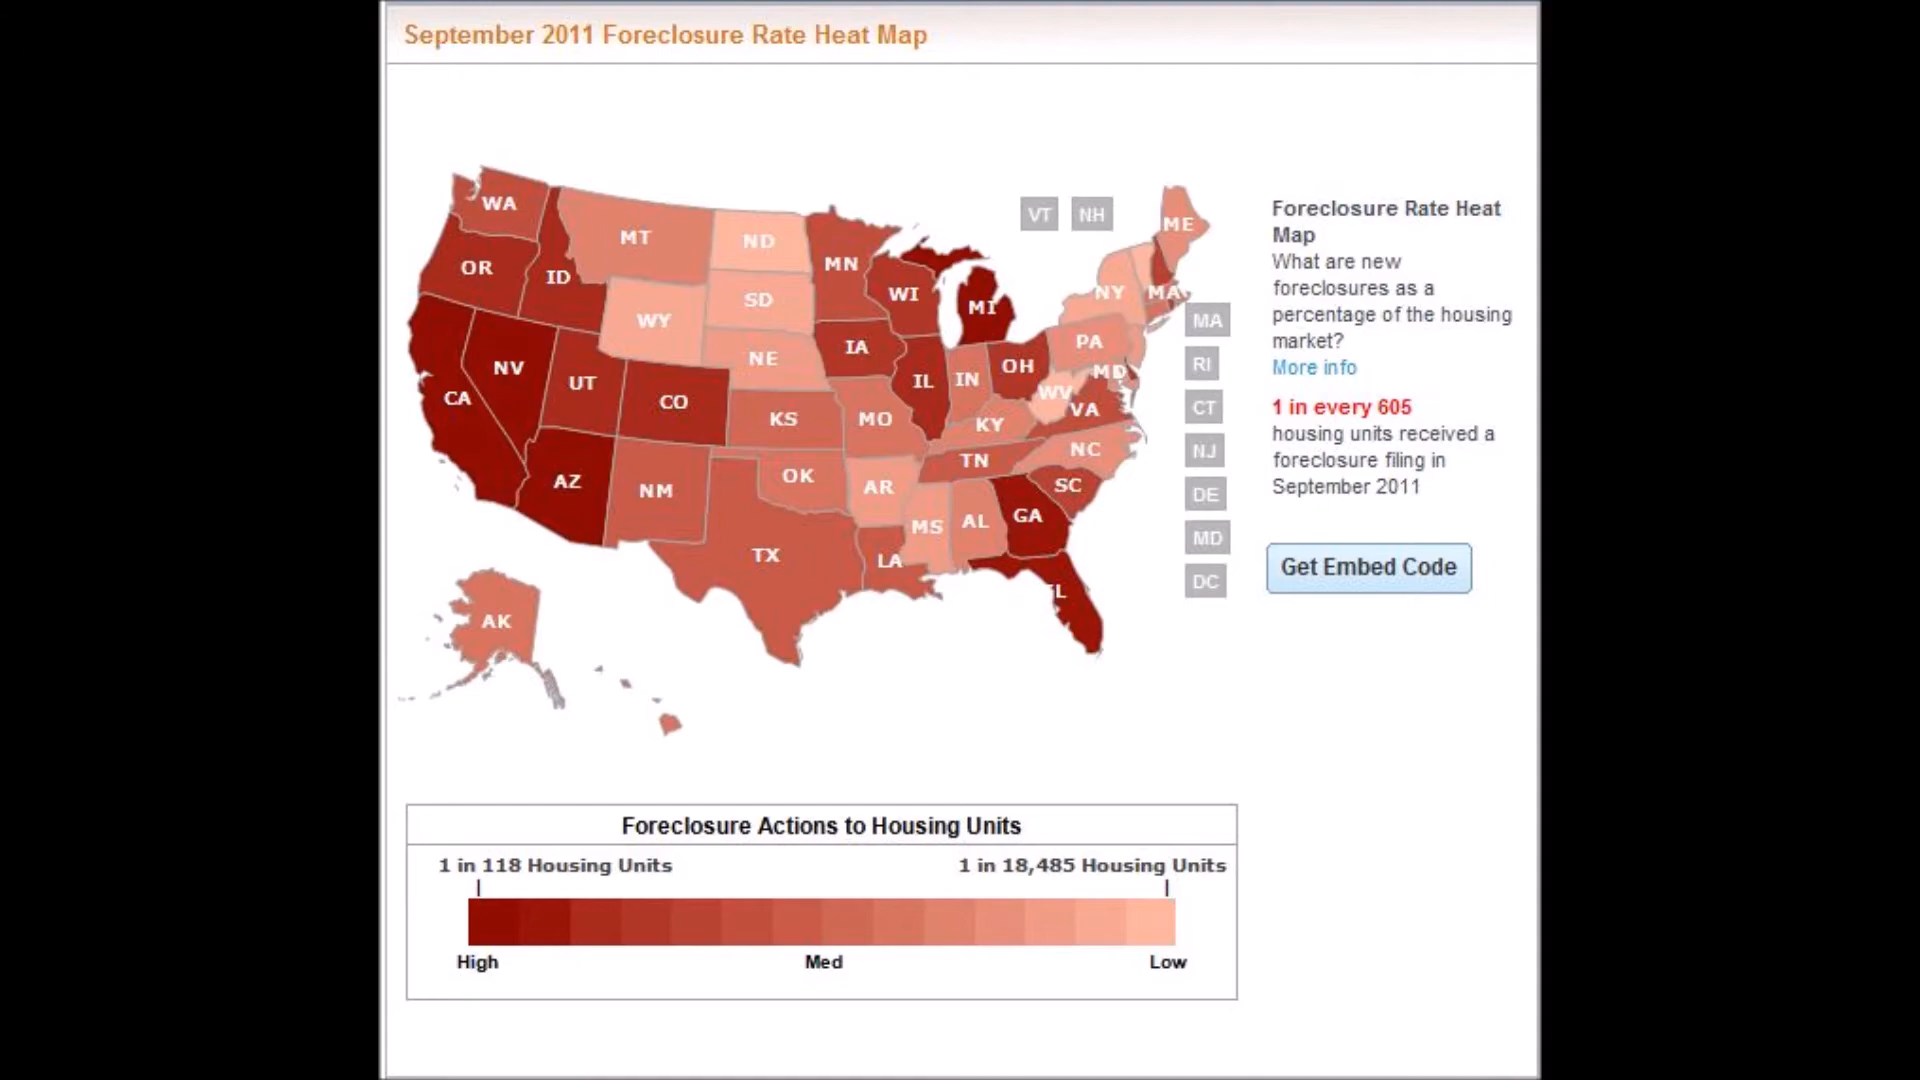 September 2011 Foreclosure Rate Heat Map
WA
MT
ND
MN
OR
ID
SD
WI
MI
WY
NV
NE
IA
CA
UT
CO
IL
IN
OH
KS
MO
KY
WV
VA
PA
NY
MA
ME
MD
AZ
NM
OK
AR
TN
NC
SC
TX
LA
MS
AL
GA
L
AK
VT
NH
MA
RI
CT
NJ
DE
MD
DC
Foreclosure Rate Heat
Map
What are new
foreclosures as a
percentage of the housing
market?
More info
1 in every 605
housing units received a
foreclosure filing in
September 2011
Get Embed Code
Foreclosure Actions to Housing Units
1 in 118 Housing Units
1 in 18,485 Housing Units
High
Med
Low